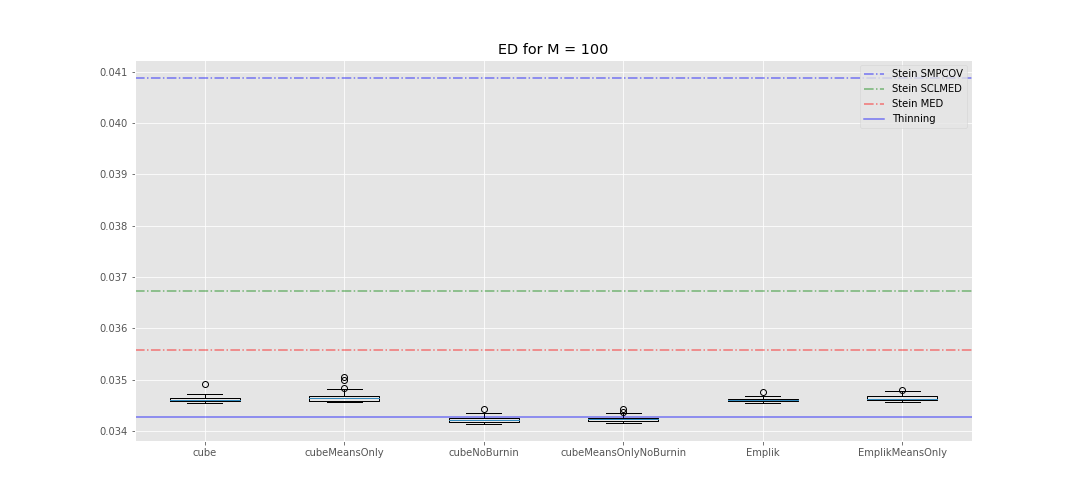 ED for M = 100
0.041
0.040
0.039
0.038
0.037
0.036
0.035
0.034
Stein SMPCOV
Stein SCLMED
Stein MED
Thinning
cube
cubeMeansOnly
cubeNoBurnin
cubeMeansOnlyNoBurnin
Emplik
EmplikMeansOnly